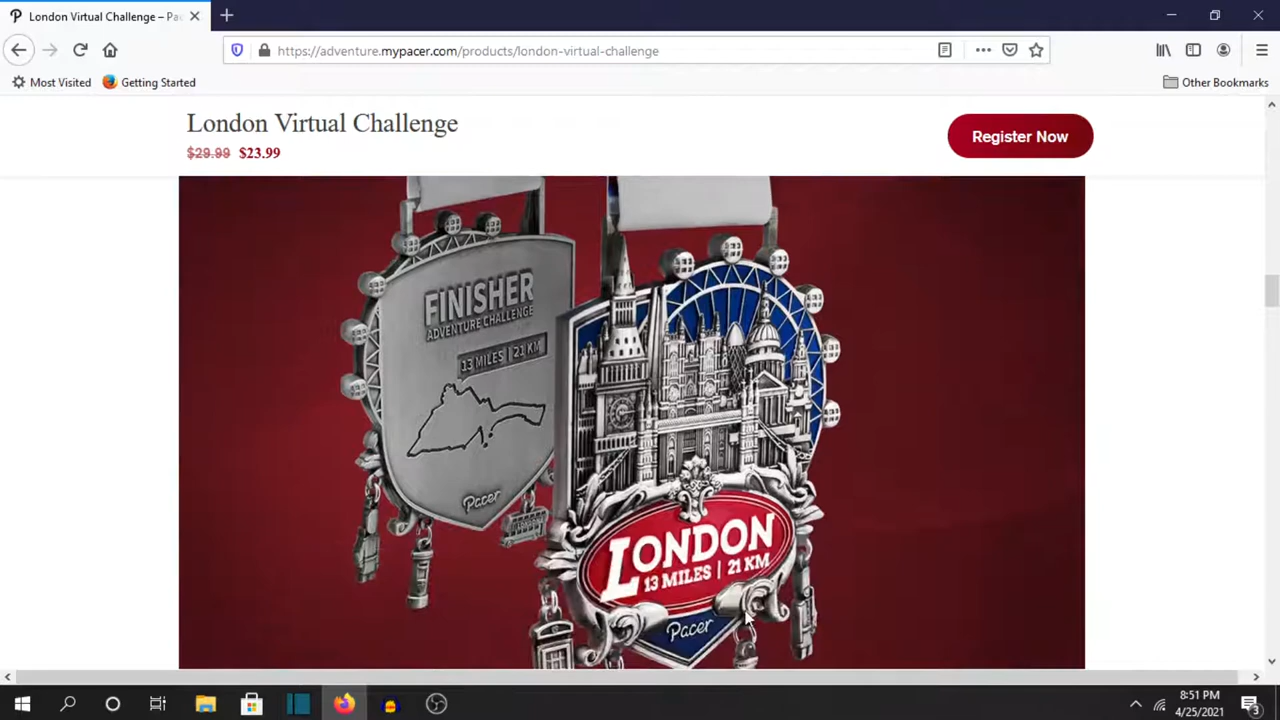 London Virtual Challenge – Pac
https://adventure.mypacer.com/products/london-virtual-challenge
Most Visited
Getting Started
Other Bookmarks
London Virtual Challenge
$29.99 $23.99
Register Now
FINISHER
ADVENTURE CHALLENGE
13 MILES | 21 KM
Pacer
LONDON
13 MILES | 21 KM
Pacer
8:51 PM
4/25/2021
3